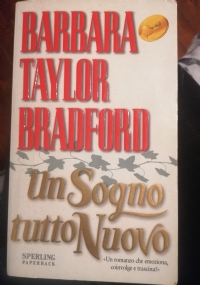 BARBARA
TAYLOR
BRADFORD
Un Sogno
tutto Nuovo
SPERLING
PAPERBACK
«Un romanzo che emoziona,
coinvolge e trascina!»